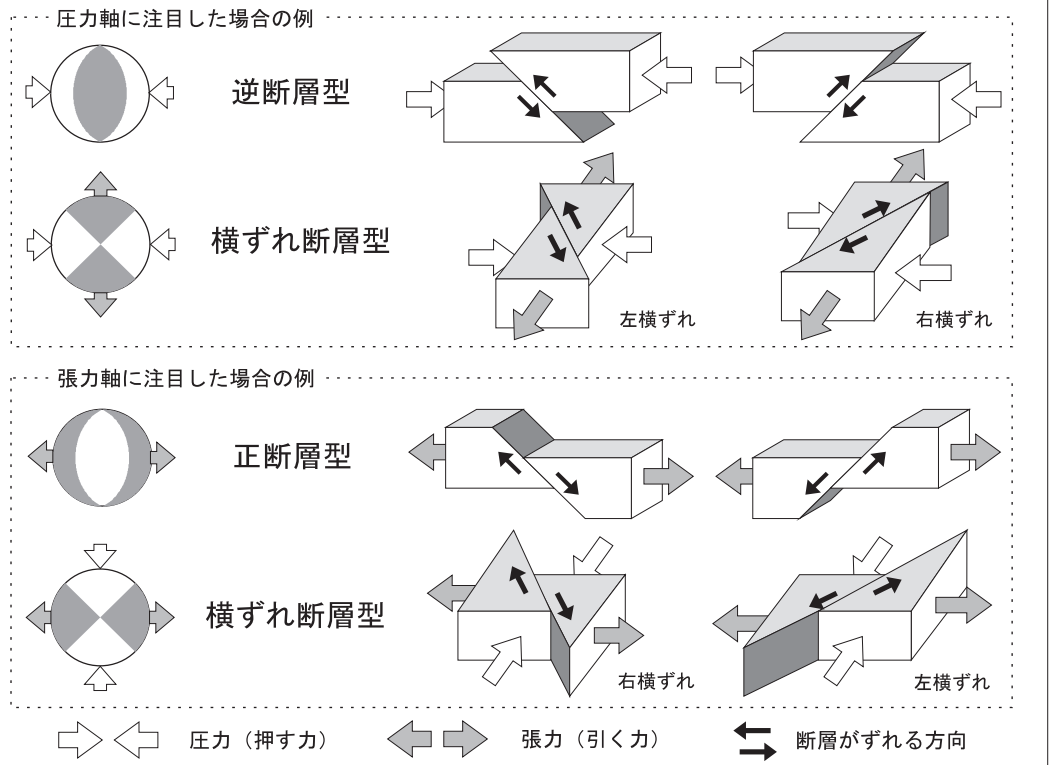 圧力軸に注目した場合の例
逆断層型
横ずれ断層型
左横ずれ
右横ずれ
張力軸に注目した場合の例
正断層型
横ずれ断層型
右横ずれ
左横ずれ
圧力（押す力）
張力（引く力）
断層がずれる方向